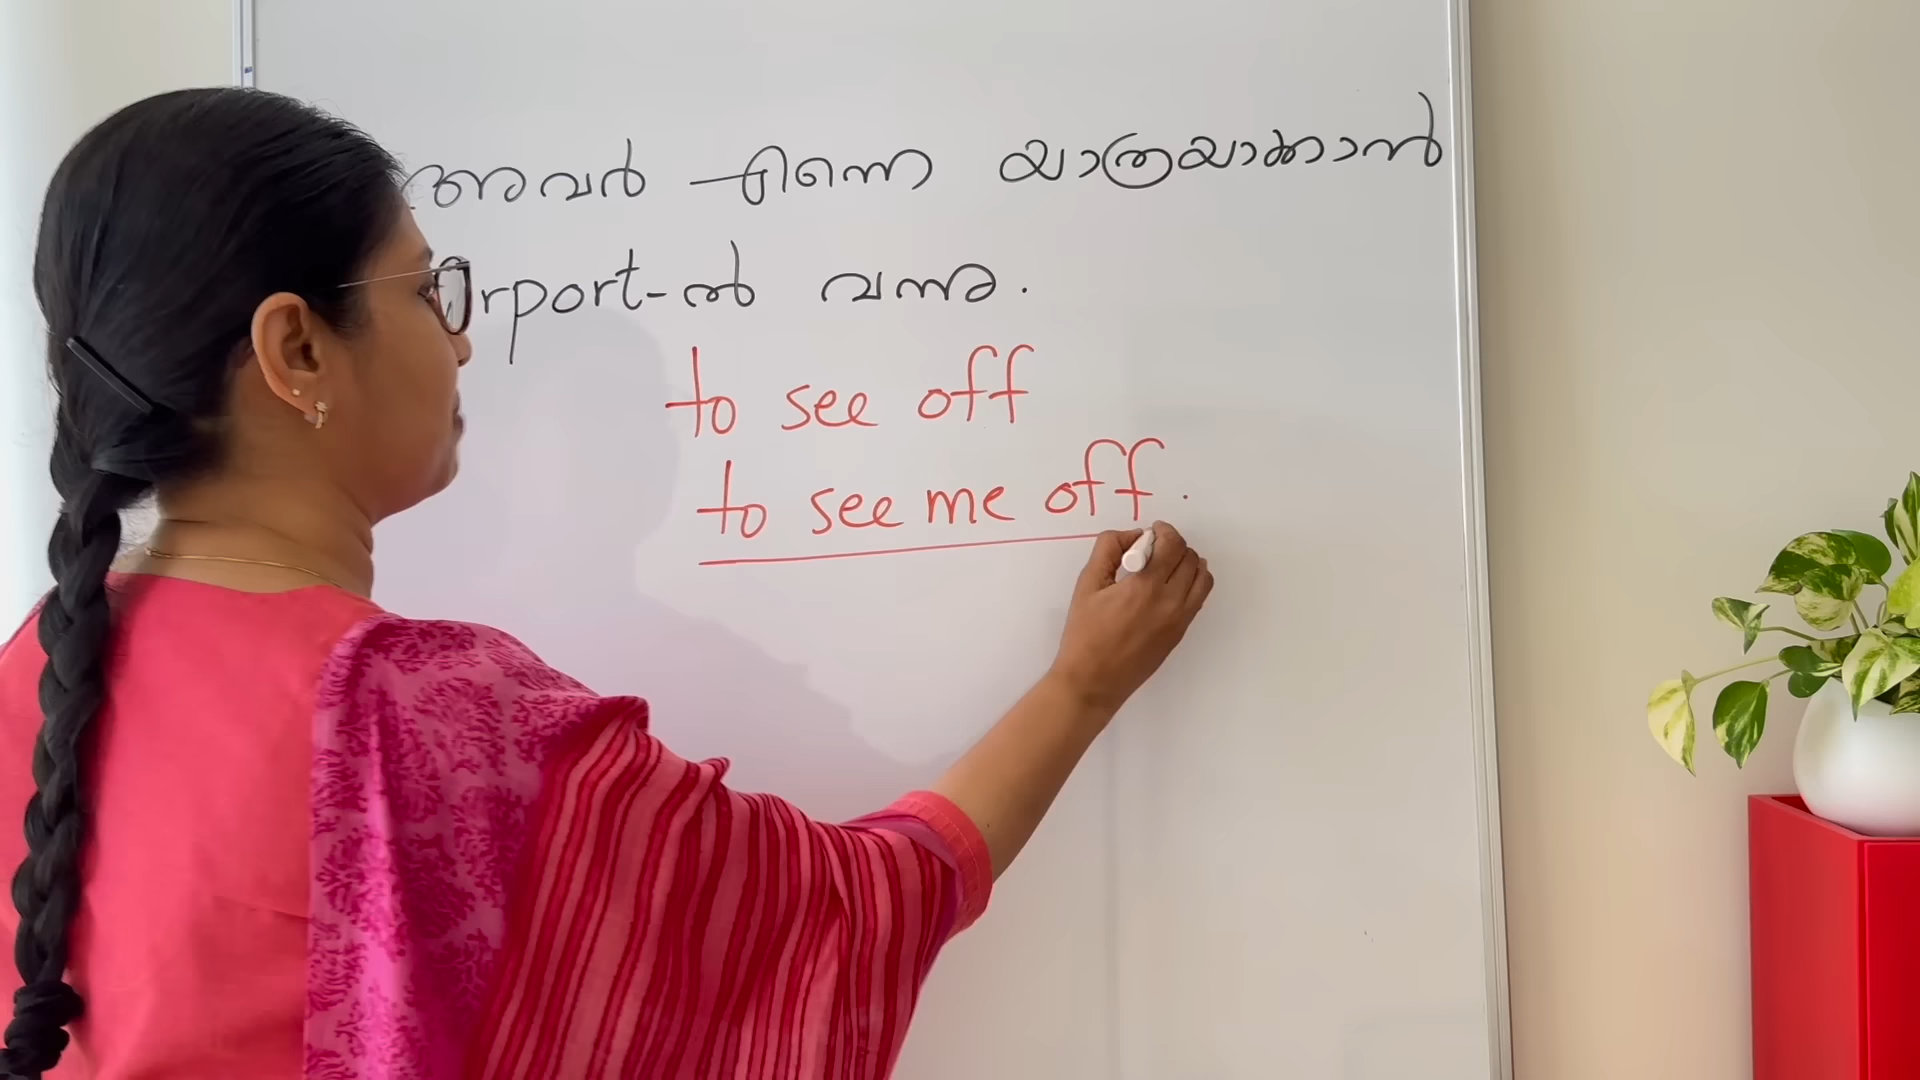 അവർ എന്നെ യാത്രയാക്കാൻ
airport-ൽ വന്നു.
to see off
to see me off.